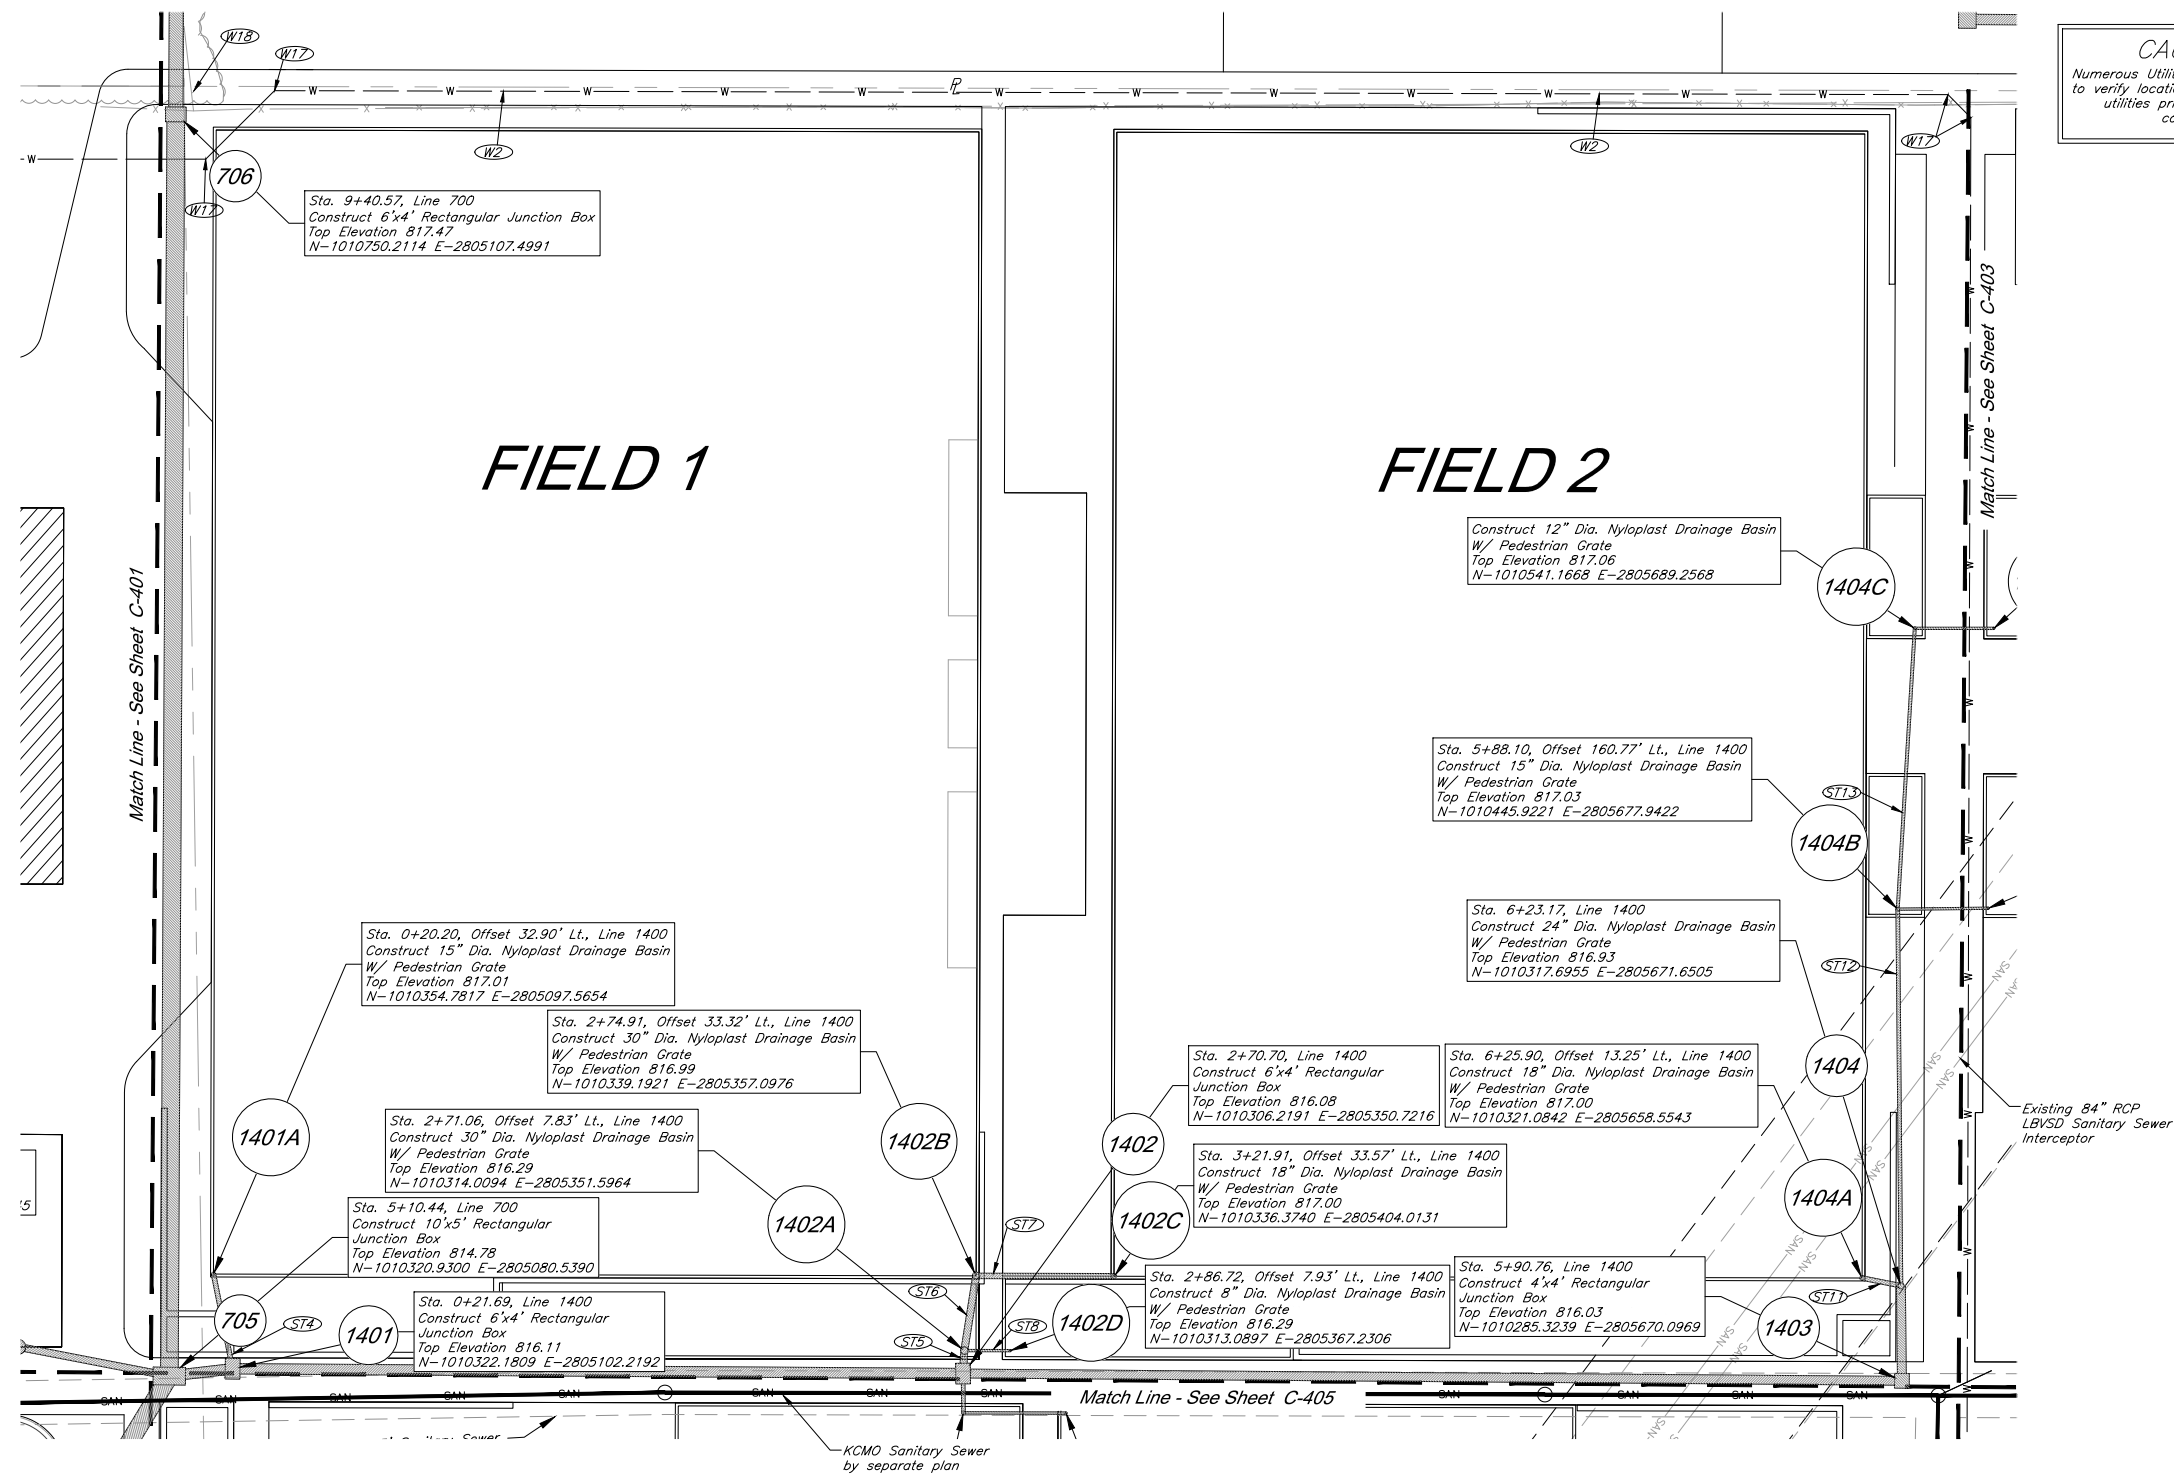 W18
W17
W
W
W
W
W
W
W
W
W
W
W
W
PL
W2
W2
W17
W
W17
706
Sta. 9+40.57, Line 700
Construct 6'x4' Rectangular Junction Box
Top Elevation 817.47
N-1010750.2114 E-2805107.4991
Numerous Utili
to verify locati
utilities pri
FIELD 1
FIELD 2
Match Line - See Sheet C-401
Match Line - See Sheet C-403
Construct 12" Dia. Nyloplast Drainage Basin
W/ Pedestrian Grate
Top Elevation 817.06
N-1010541.1668 E-2805689.2568
1404C
Sta. 5+88.10, Offset 160.77' Lt., Line 1400
Construct 15" Dia. Nyloplast Drainage Basin
W/ Pedestrian Grate
Top Elevation 817.03
N-1010445.9221 E-2805677.9422
ST13
1404B
Sta. 6+23.17, Line 1400
Construct 24" Dia. Nyloplast Drainage Basin
W/ Pedestrian Grate
Top Elevation 816.93
N-1010317.6955 E-2805671.6505
ST12
1404
Sta. 0+20.20, Offset 32.90' Lt., Line 1400
Construct 15" Dia. Nyloplast Drainage Basin
W/ Pedestrian Grate
Top Elevation 817.01
N-1010354.7817 E-2805097.5654
1401A
Sta. 2+74.91, Offset 33.32' Lt., Line 1400
Construct 30" Dia. Nyloplast Drainage Basin
W/ Pedestrian Grate
Top Elevation 816.99
N-1010339.1921 E-2805357.0976
1402B
Sta. 2+70.70, Line 1400
Construct 6'x4' Rectangular
Junction Box
Top Elevation 816.08
N-1010306.2191 E-2805350.7216
1402
Sta. 6+25.90, Offset 13.25' Lt., Line 1400
Construct 18" Dia. Nyloplast Drainage Basin
W/ Pedestrian Grate
Top Elevation 817.00
N-1010321.0842 E-2805658.5543
1404A
Sta. 2+71.06, Offset 7.83' Lt., Line 1400
Construct 30" Dia. Nyloplast Drainage Basin
W/ Pedestrian Grate
Top Elevation 816.29
N-1010314.0094 E-2805351.5964
1402A
Sta. 3+21.91, Offset 33.57' Lt., Line 1400
Construct 18" Dia. Nyloplast Drainage Basin
W/ Pedestrian Grate
Top Elevation 817.00
N-1010336.3740 E-2805404.0131
1402C
Existing 84" RCP
LBVSD Sanitary Sewer
Interceptor
Sta. 5+10.44, Line 700
Construct 10'x5' Rectangular
Junction Box
Top Elevation 814.78
N-1010320.9300 E-2805080.5390
705
ST7
ST6
ST5
ST8
ST4
ST11
Sta. 0+21.69, Line 1400
Construct 6'x4' Rectangular
Junction Box
Top Elevation 816.11
N-1010322.1809 E-2805102.2192
1401
Sta. 2+86.72, Offset 7.93' Lt., Line 1400
Construct 8" Dia. Nyloplast Drainage Basin
W/ Pedestrian Grate
Top Elevation 816.29
N-1010313.0897 E-2805367.2306
1402D
Sta. 5+90.76, Line 1400
Construct 4'x4' Rectangular
Junction Box
Top Elevation 816.03
N-1010285.3239 E-2805670.0969
1403
SAN
SAN
SAN
SAN
SAN
SAN
SAN
SAN
SAN
Match Line - See Sheet C-405
SAN
SAN
SAN
SAN
KCMO Sanitary Sewer
by separate plan